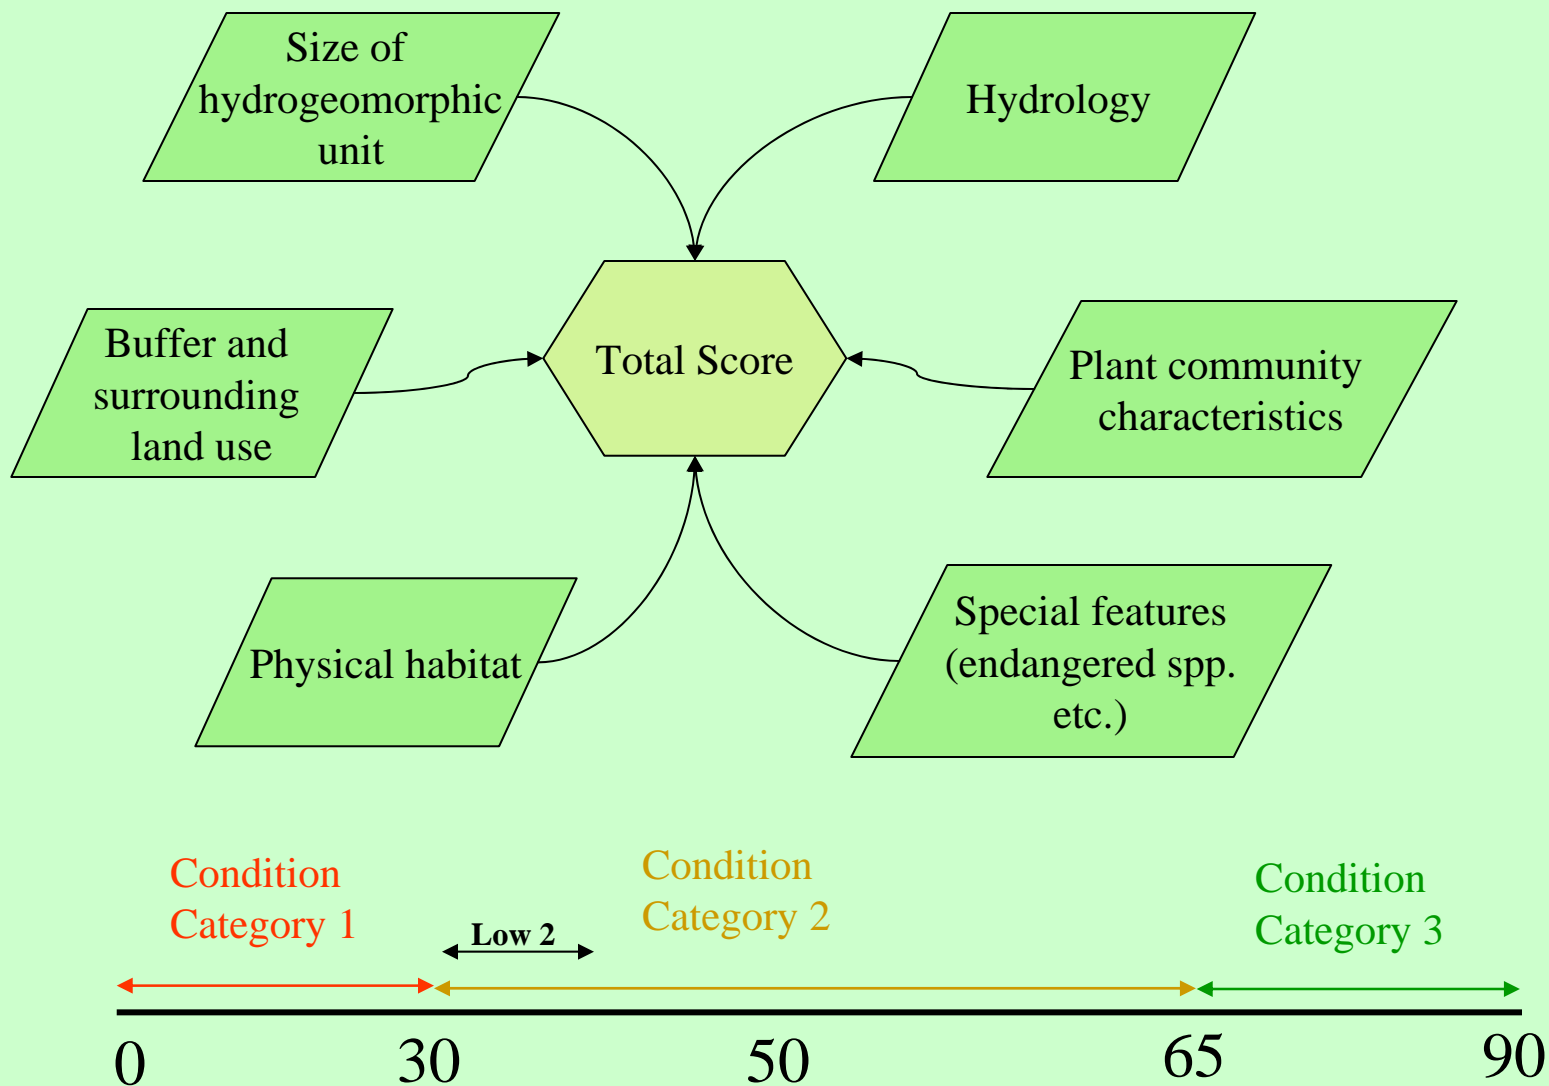 Size of
hydrogeomorphic
unit
Hydrology
Buffer and
surrounding
land use
Total Score
Plant community
characteristics
Physical habitat
Special features
(endangered spp.
etc.)
Condition
Category 1
Low 2
Condition
Category 2
Condition
Category 3
0
30
50
65
90